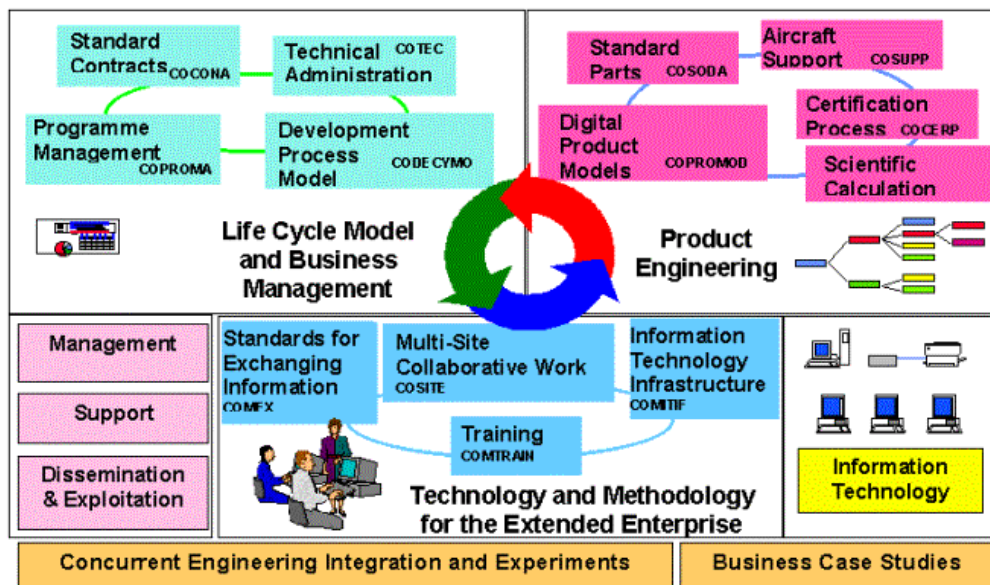 Standard
Contracts COCONA
Technical COTEC
Administration
Programme
Management
COPROMA
Development
Process
Model CODECYMO
Life Cycle Model
and Business
Management
Standard
Parts COSODA
Aircraft
Support COSUPP
Digital
Product
Models COPROMOD
Certification
Process COCERP
Scientific
Calculation
Product
Engineering
Management
Support
Dissemination
& Exploitation
Standards for
Exchanging
Information
COMEX
Multi-Site
Collaborative Work
COSITE
Information
Technology
Infrastructure
COMITIF
Training
COMTRAIN
Technology and Methodology
for the Extended Enterprise
Information
Technology
Concurrent Engineering Integration and Experiments
Business Case Studies